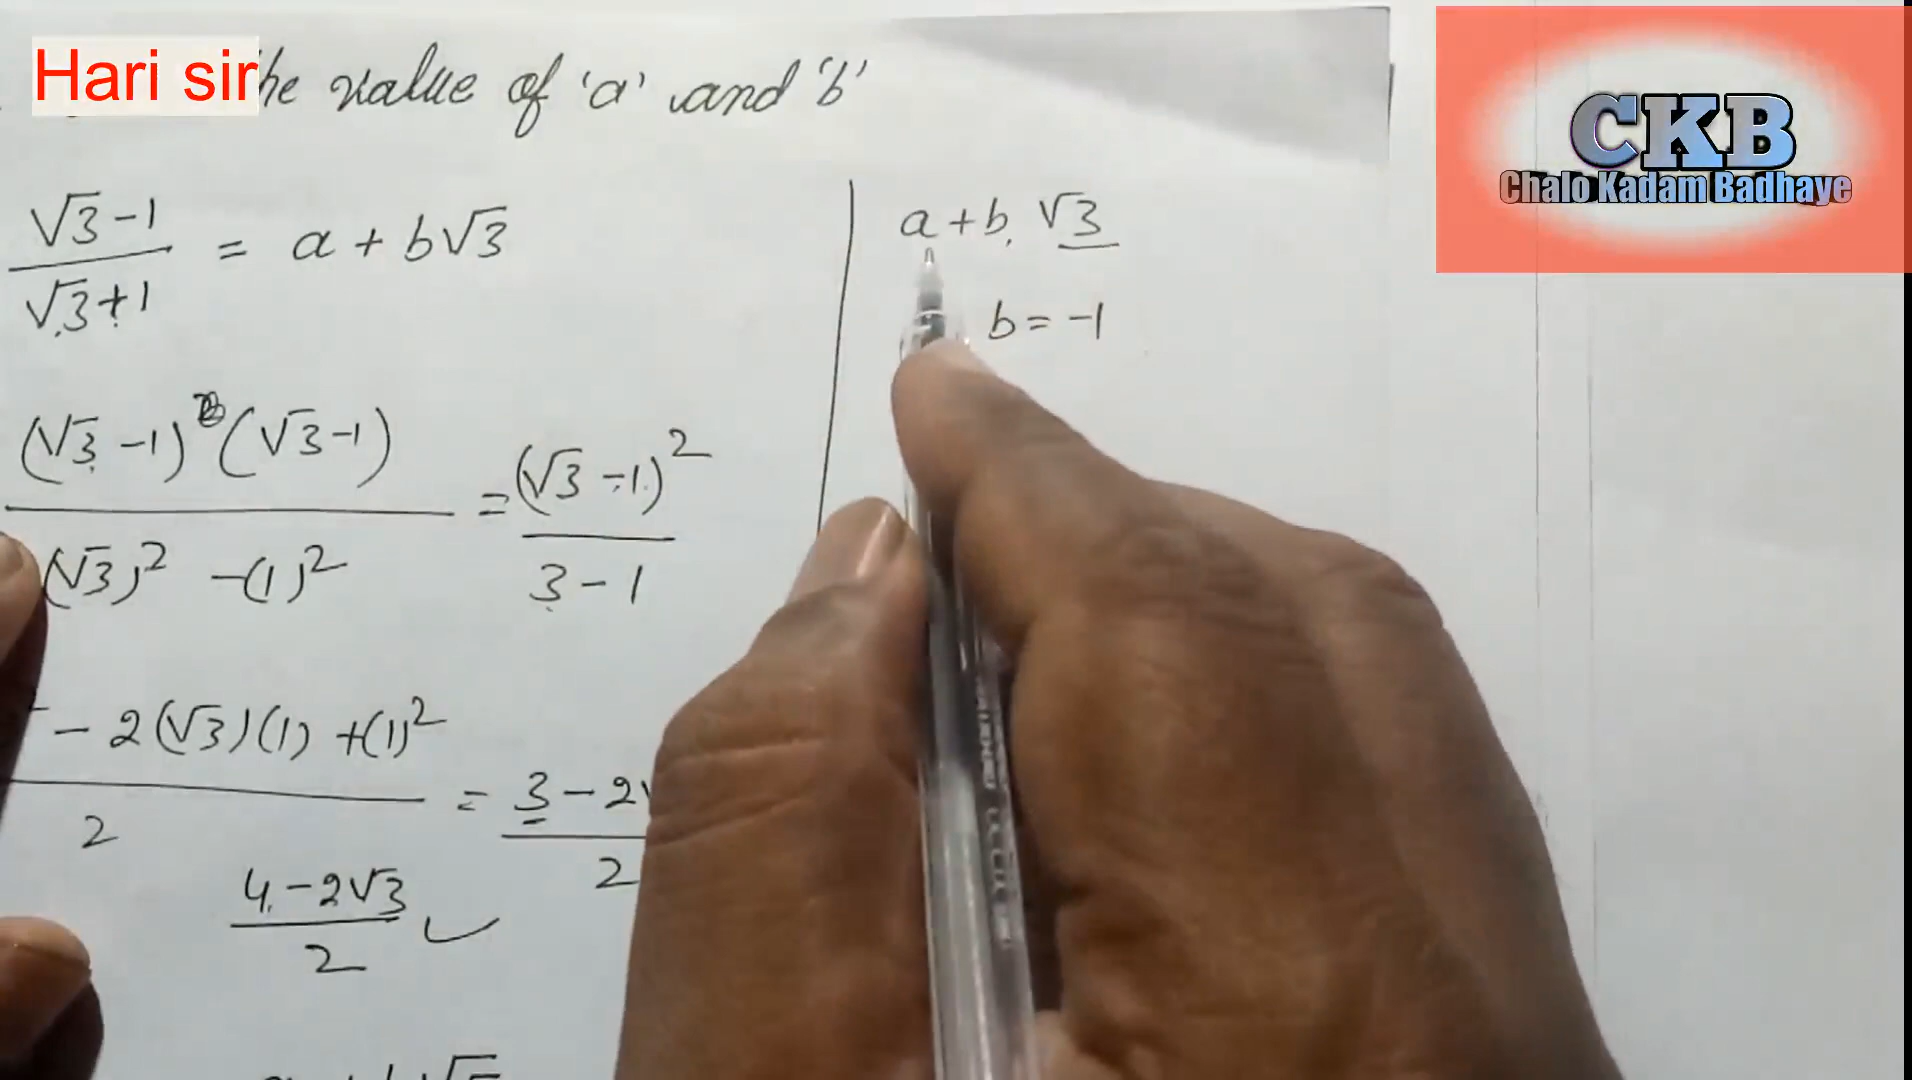 Hari sir
he value of 'a' and 'b'
CKB
Chalo Kadam Badhaye
√3-1 / √3+1 = a + b√3
a + b √3
b = -1
(√3 -1) (√3-1) / (√3)² -(1)² = (√3 -1)² / 3-1
- 2(√3)(1) +(1)² / 2 = 3-2 / 2
4-2√3 / 2